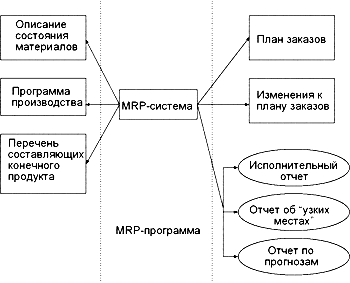 Описание
состояния
материалов
Программа
производства
Перечень
составляющих
конечного
продукта
MRP-система
MRP-программа
План заказов
Изменения к
плану заказов
Исполнительный
отчет
Отчет об "узких
местах"
Отчет по
прогнозам